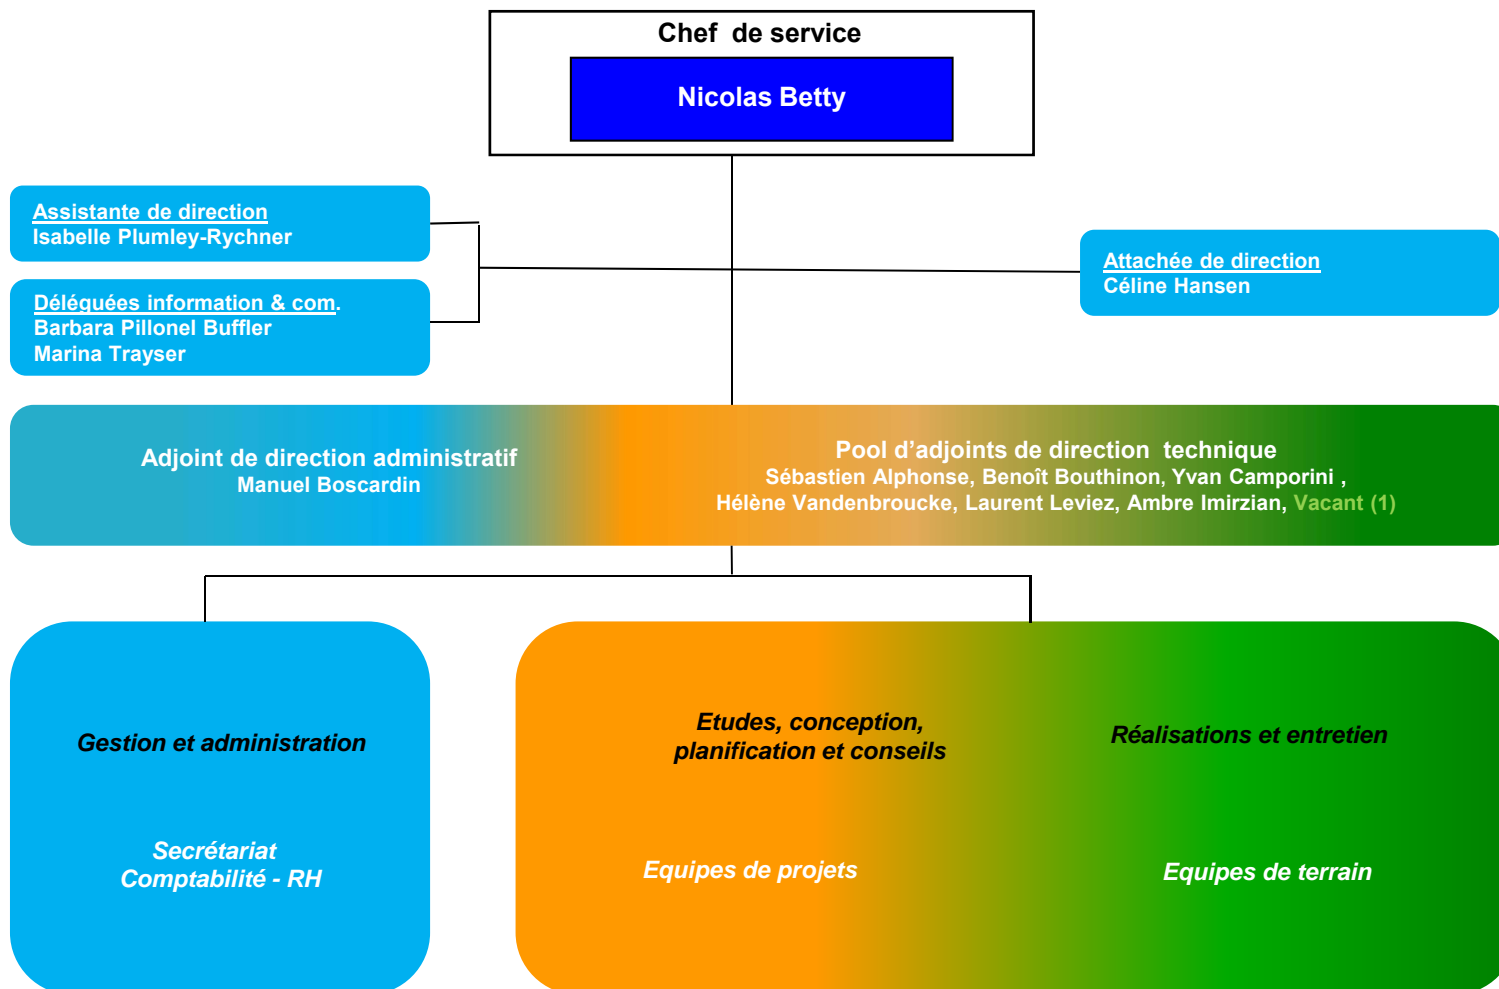 Chef de service
Nicolas Betty
Assistante de direction
Isabelle Plumley-Rychner
Déléguées information & com.
Barbara Pillonel Buffler
Marina Trayser
Attachée de direction
Céline Hansen
Adjoint de direction administratif
Manuel Boscardin
Pool d’adjoints de direction technique
Sébastien Alphonse, Benoît Bouthinon, Yvan Camporini ,
Hélène Vandenbroucke, Laurent Leviez, Ambre Imirzian, Vacant (1)
Gestion et administration
Secrétariat
Comptabilité - RH
Etudes, conception,
planification et conseils
Equipes de projets
Réalisations et entretien
Equipes de terrain